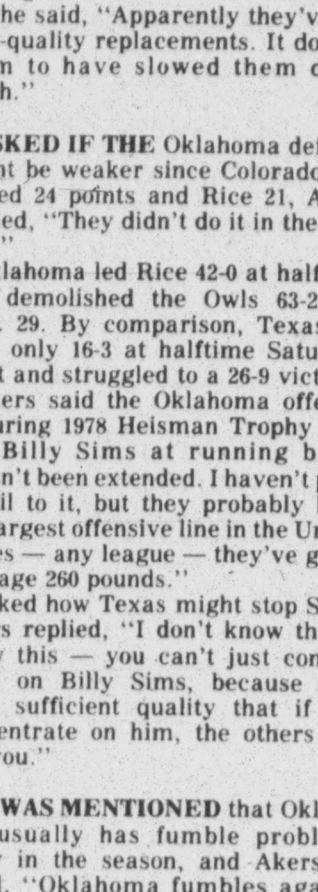 he said, "Apparently they'v
-quality replacements. It do
m to have slowed them
h."
SKED IF THE Oklahoma def
ht be weaker since Colorado
ed 24 points and Rice 21, A
ed, "They didn't do it in the
"
klahoma led Rice 42-0 at half
demolished the Owls 63-2
. 29. By comparison, Texas
only 16-3 at halftime Satu
t and struggled to a 26-9 vict
ers said the Oklahoma offe
uring 1978 Heisman Trophy
Billy Sims at running b
n't been extended. I haven't
il to it, but they probably
argest offensive line in the Un
es — any league — they've g
age 260 pounds."
ked how Texas might stop S
s replied, "I don't know th
this — you can't just con
on Billy Sims, because
sufficient quality that if
entrate on him, the others
ou."
WAS MENTIONED that Okl
usually has fumble probl
in the season, and Akers
"Oklahoma fumbles aga